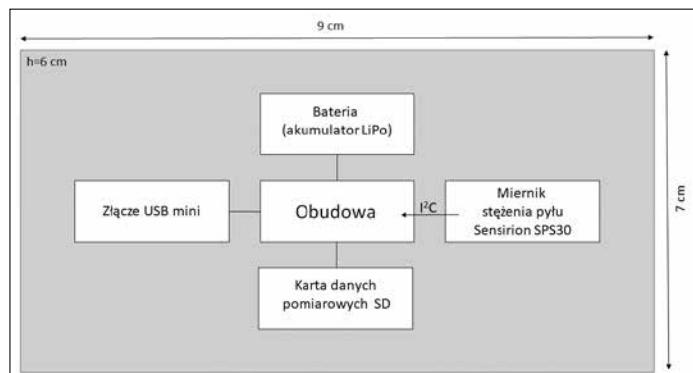 9 cm
h=6 cm
Bateria
(akumulator LiPo)
Złącze USB mini
Obudowa
I²C
Miernik
stężenia pyłu
Sensirion SPS30
7 cm
Karta danych
pomiarowych SD